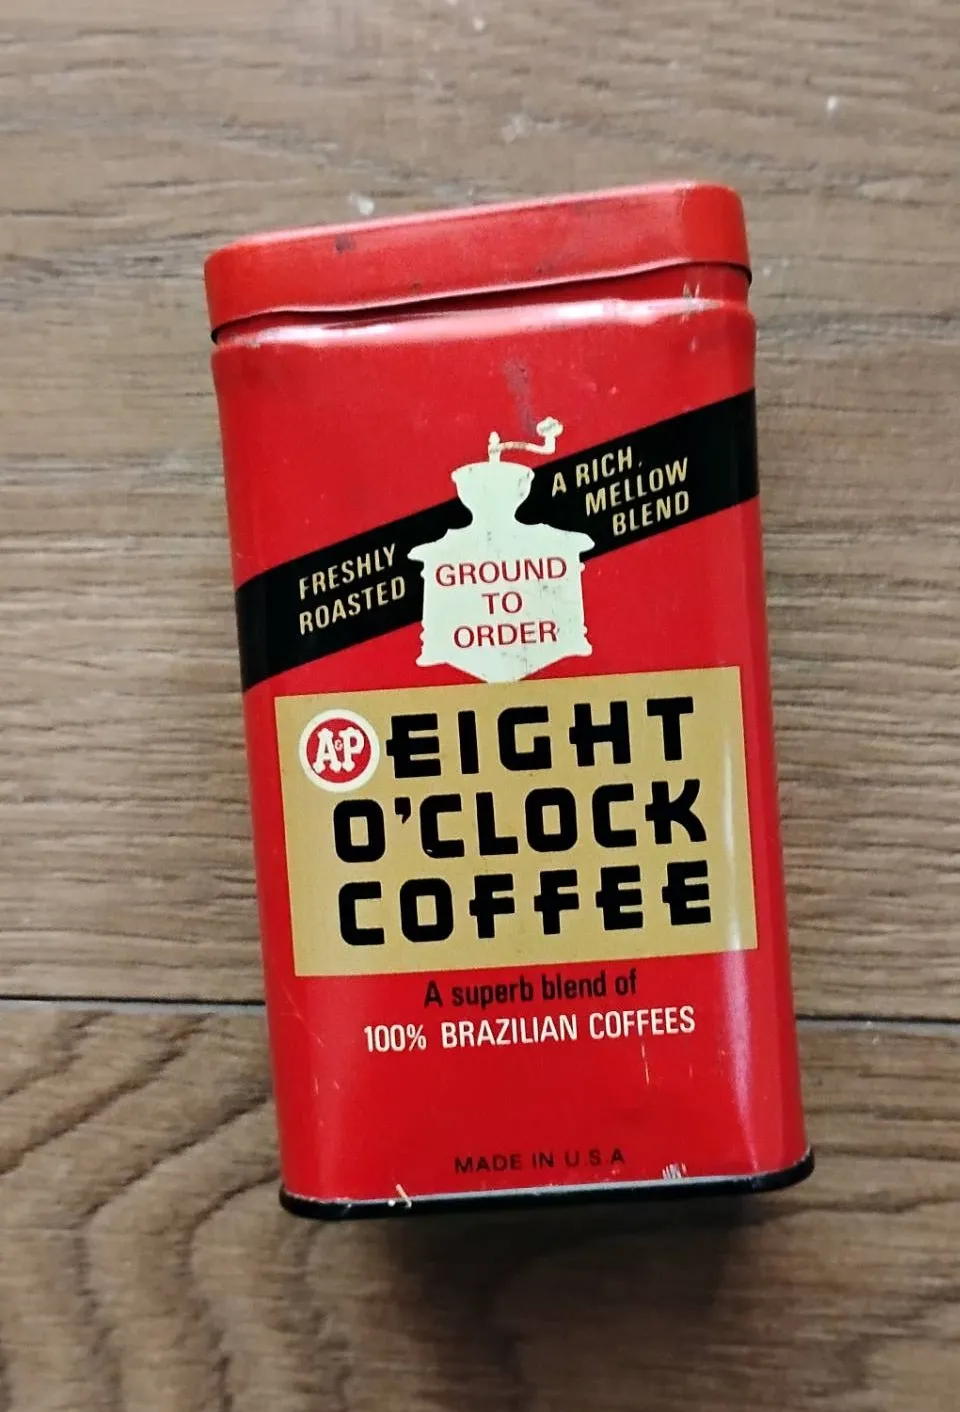 A RICH,
MELLOW
BLEND
FRESHLY
ROASTED
GROUND
TO
ORDER
A&P EIGHT
O'CLOCK
COFFEE
A superb blend of
100% BRAZILIAN COFFEES
MADE IN U.S.A